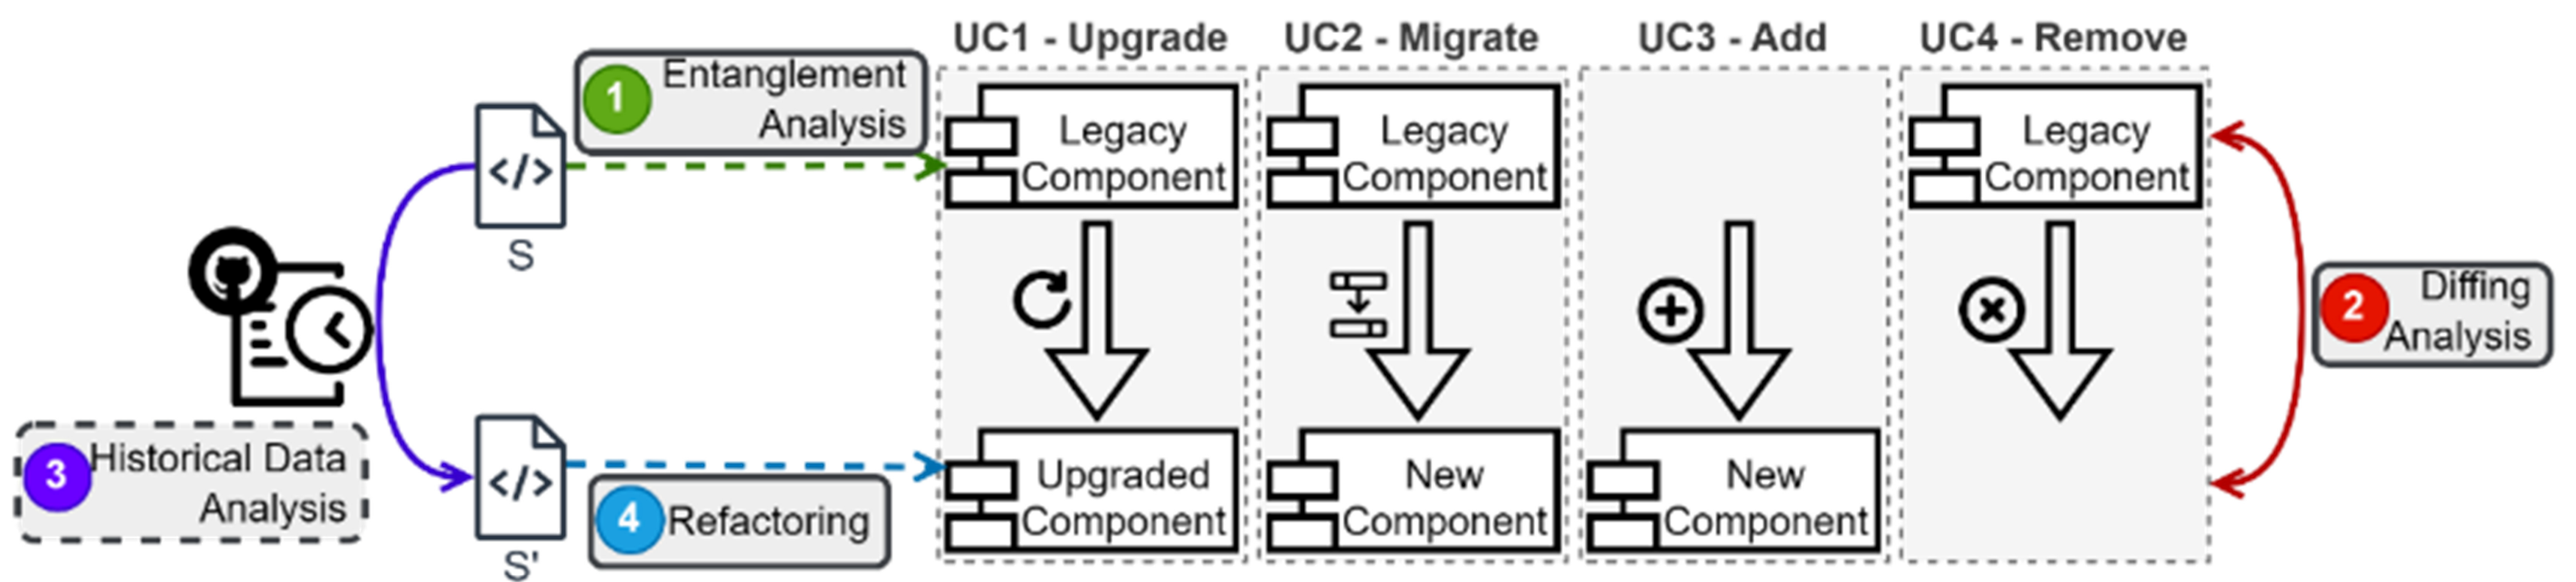 UC1 - Upgrade
UC2 - Migrate
UC3 - Add
UC4 - Remove
1
Entanglement
Analysis
</>
S
Legacy
Component
Legacy
Component
Legacy
Component
2
Diffing
Analysis
3
Historical Data
Analysis
</>
S'
4
Refactoring
Upgraded
Component
New
Component
New
Component